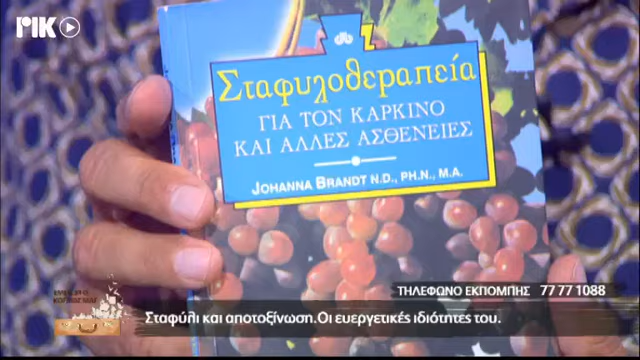 ΡΙΚ
Σταφυλοθεραπεία
ΓΙΑ ΤΟΝ ΚΑΡΚΙΝΟ
ΚΑΙ ΑΛΛΕΣ ΑΣΘΕΝΕΙΕΣ
JOHANNA BRANDT N.D., PH.N., M.A.
ΤΗΛΕΦΩΝΟ ΕΚΠΟΜΠΗΣ 77 77 1088
Σταφύλι και αποτοξίνωση.Οι ευεργετικές ιδιότητες του.